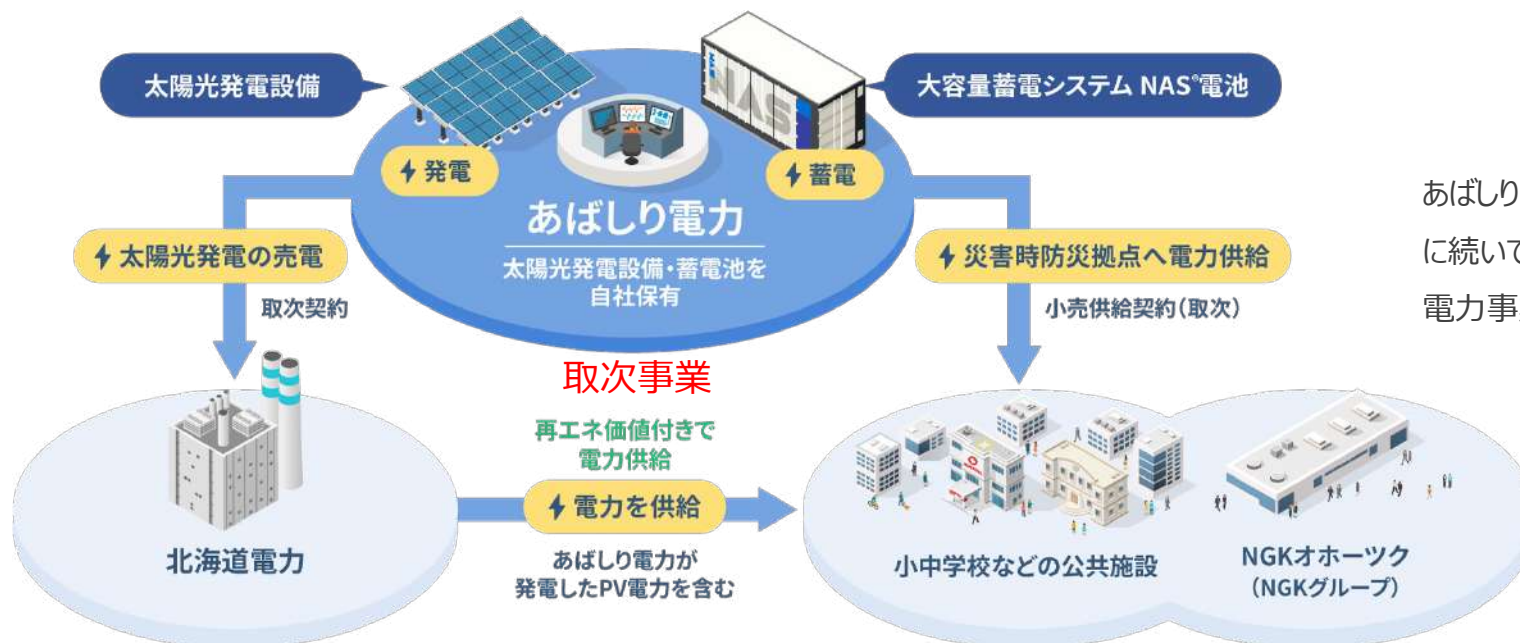 太陽光発電設備
大容量蓄電システム NAS®電池
NAS
発電
蓄電
あばしり電力
太陽光発電設備・蓄電池を
自社保有
太陽光発電の売電
取次契約
災害時防災拠点へ電力供給
小売供給契約(取次)
あばしり
に続いて
電力事
取次事業
再エネ価値付きで
電力供給
電力を供給
あばしり電力が
発電したPV電力を含む
北海道電力
小中学校などの公共施設
NGKオホーツク
(NGKグループ)